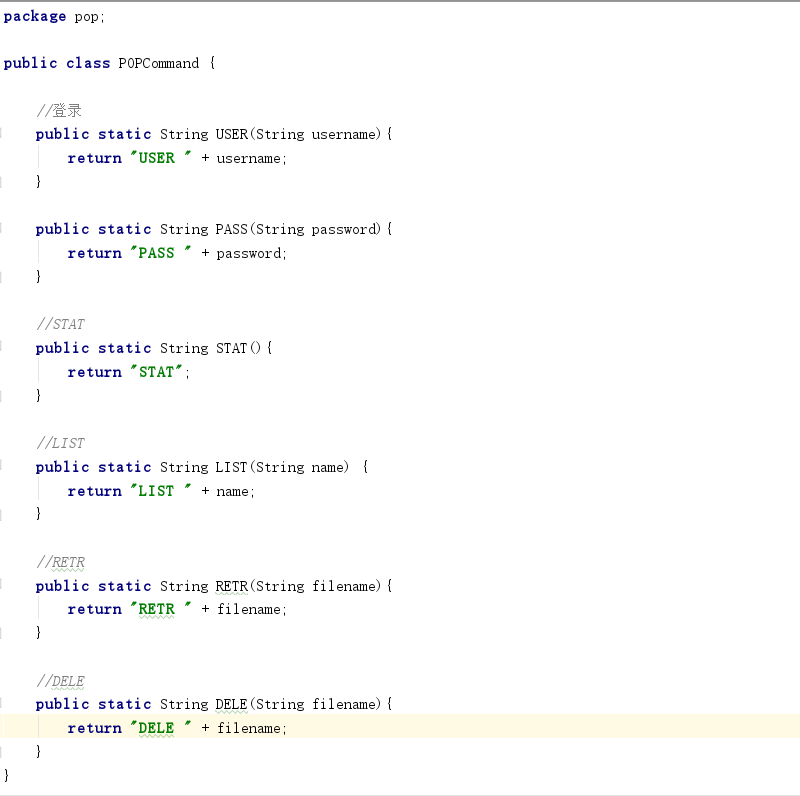 package pop;
public class POPCommand {
//登录
public static String USER(String username){
return "USER " + username;
}
public static String PASS(String password){
return "PASS " + password;
}
//STAT
public static String STAT(){
return "STAT";
}
//LIST
public static String LIST(String name) {
return "LIST " + name;
}
//RETR
public static String RETR(String filename){
return "RETR " + filename;
}
//DELE
public static String DELE(String filename){
return "DELE " + filename;
}
}